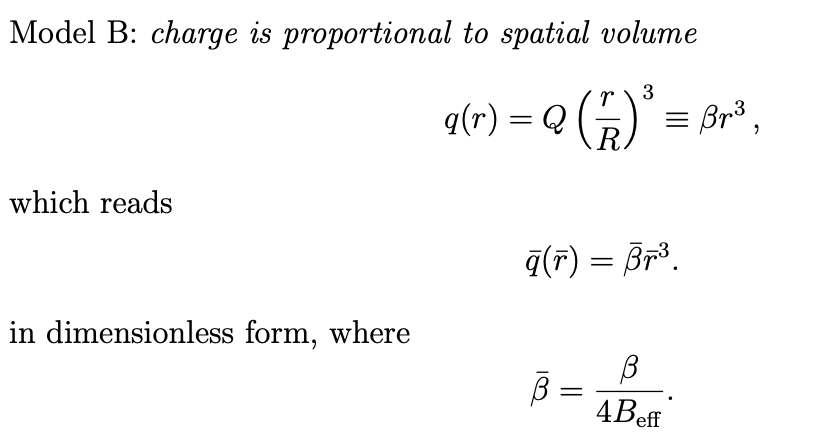 Model B: charge is proportional to spatial volume
q(r) = Q (r/R)^3 ≡ βr^3 ,
which reads
q̄(r̄) = β̄r̄^3.
in dimensionless form, where
β̄ = β/4B_eff.